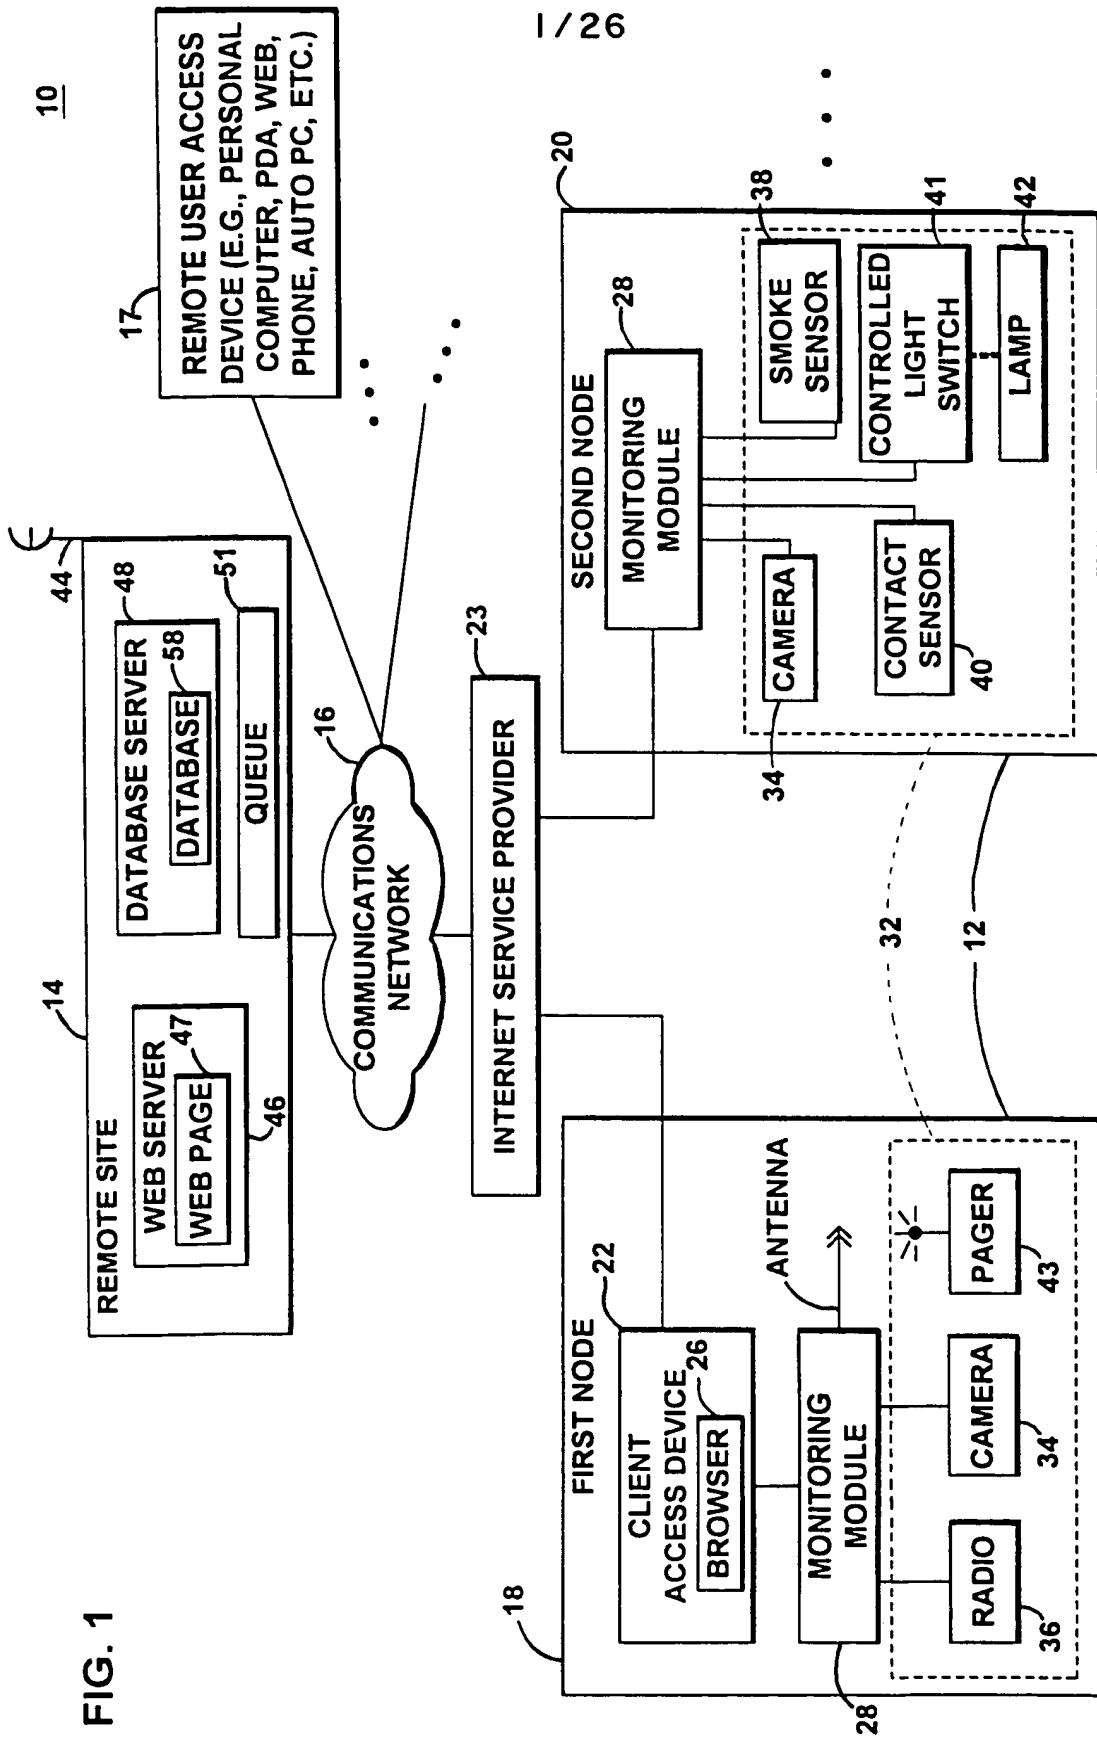 1/26
FIG. 1
10
17
REMOTE USER ACCESS
DEVICE (E.G., PERSONAL
COMPUTER, PDA, WEB,
PHONE, AUTO PC, ETC.)
14
44
REMOTE SITE
WEB SERVER
WEB PAGE
47
46
DATABASE SERVER
48
DATABASE
58
QUEUE
51
COMMUNICATIONS
NETWORK
16
INTERNET SERVICE PROVIDER
23
18
FIRST NODE
CLIENT
ACCESS DEVICE
22
BROWSER
26
MONITORING
MODULE
28
ANTENNA
RADIO
36
CAMERA
34
PAGER
43
32
12
SECOND NODE
20
MONITORING
MODULE
28
CAMERA
34
CONTACT
SENSOR
40
SMOKE
SENSOR
38
CONTROLLED
LIGHT
SWITCH
41
LAMP
42